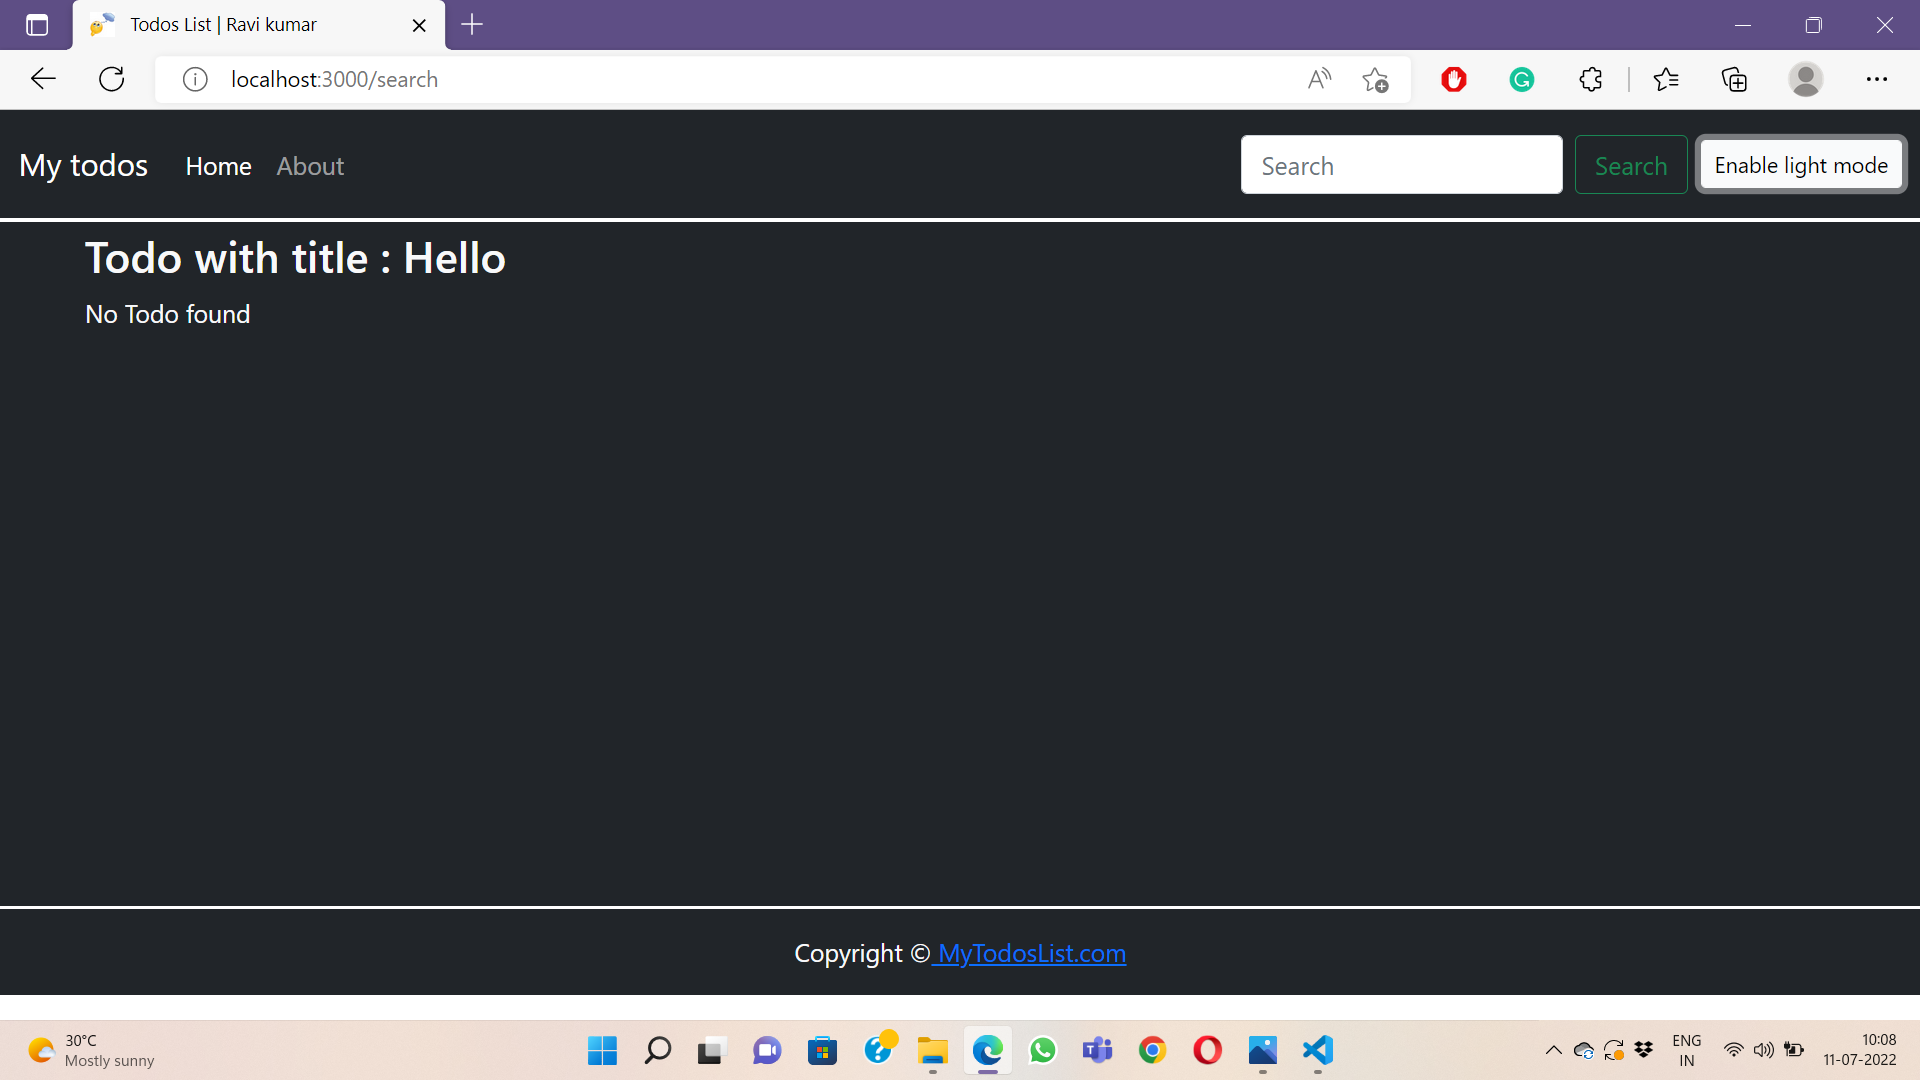 Todos List | Ravi kumar
localhost:3000/search
My todos Home About Search Search Enable light mode
Todo with title : Hello
No Todo found
Copyright © MyTodosList.com
30°C
Mostly sunny
ENG
IN
10:08
11-07-2022